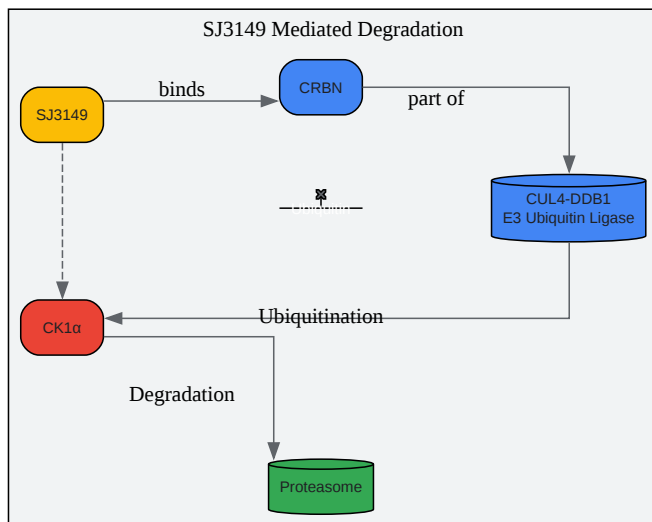 SJ3149 Mediated Degradation
SJ3149
binds
CRBN
part of
CUL4-DDB1
E3 Ubiquitin Ligase
CK1α
Ubiquitination
Degradation
Proteasome